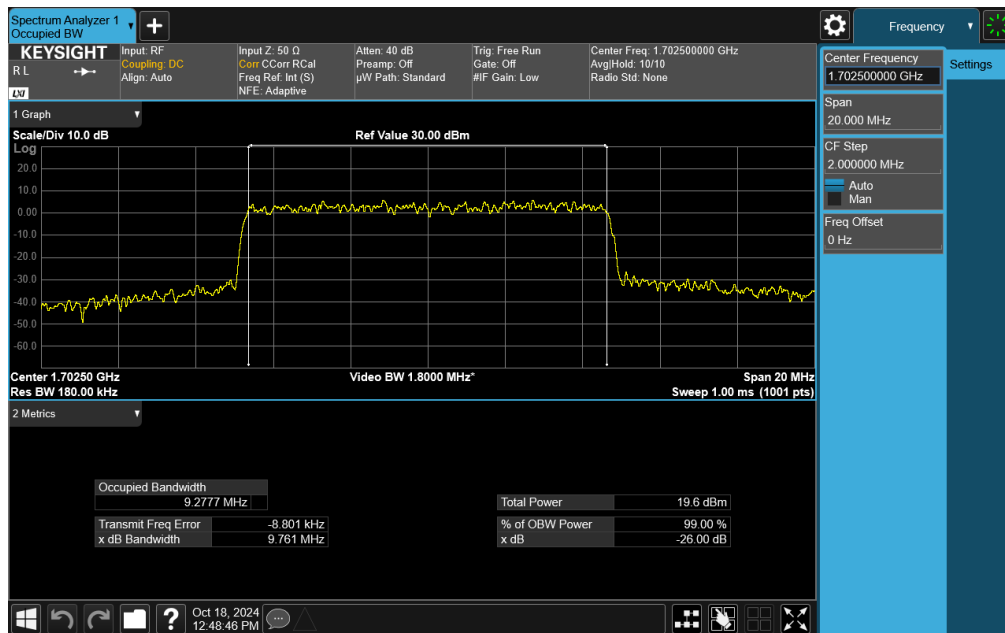 Spectrum Analyzer 1
Occupied BW
Frequency
KEYSIGHT
R L
LXI
Input: RF
Coupling: DC
Align: Auto
Input Z: 50 Ω
Corr CCorr RCal
Freq Ref: Int (S)
NFE: Adaptive
Atten: 40 dB
Preamp: Off
µW Path: Standard
Trig: Free Run
Gate: Off
#IF Gain: Low
Center Freq: 1.702500000 GHz
Avg|Hold: 10/10
Radio Std: None
Center Frequency
1.702500000 GHz
Settings
Span
20.000 MHz
CF Step
2.000000 MHz
Auto
Man
Freq Offset
0 Hz
1 Graph
Scale/Div 10.0 dB
Ref Value 30.00 dBm
Log
20.0
10.0
0.00
-10.0
-20.0
-30.0
-40.0
-50.0
-60.0
Center 1.70250 GHz
Video BW 1.8000 MHz*
Span 20 MHz
Res BW 180.00 kHz
Sweep 1.00 ms (1001 pts)
2 Metrics
Occupied Bandwidth
9.2777 MHz
Total Power 19.6 dBm
Transmit Freq Error -8.801 kHz
% of OBW Power 99.00 %
x dB Bandwidth 9.761 MHz
x dB -26.00 dB
Oct 18, 2024
12:48:46 PM